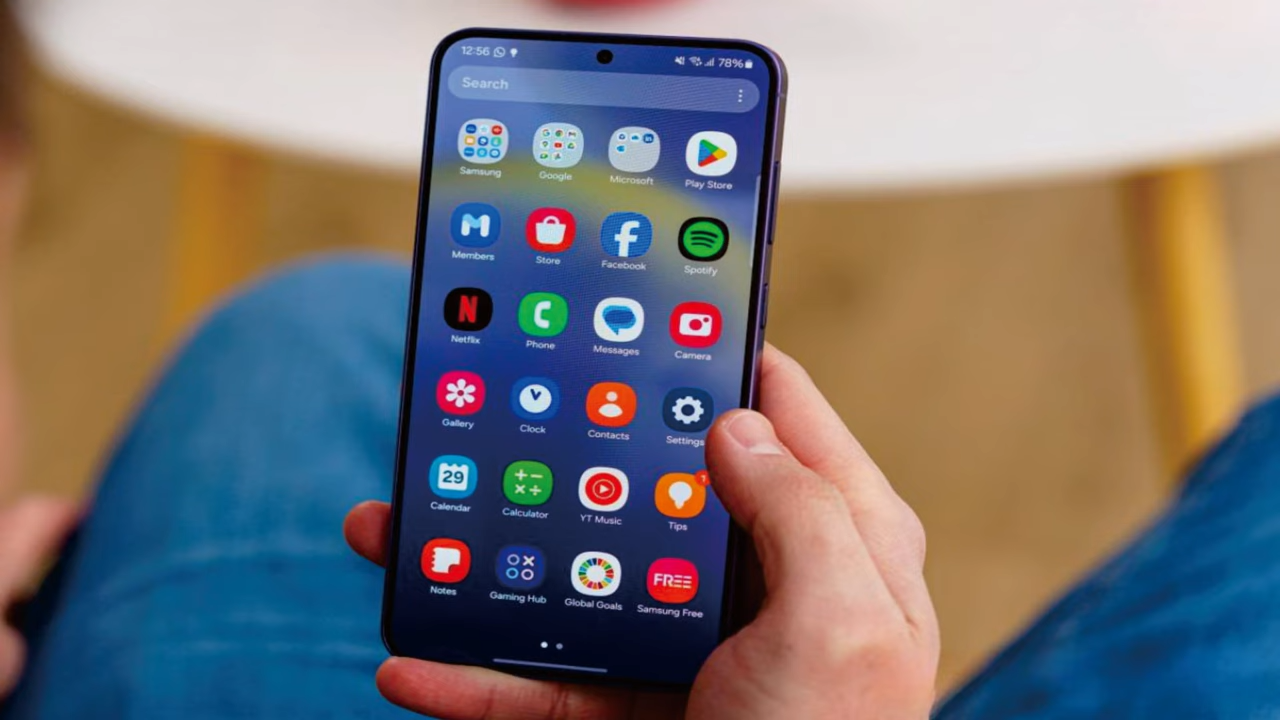 12:56 78%
Search
Samsung Google Microsoft Play Store
Members Store Facebook Spotify
N
Netflix Phone Messages Camera
Gallery Clock Contacts Settings
29
Calendar Calculator YT Music Tips
FREE
Notes Gaming Hub Global Goals Samsung Free